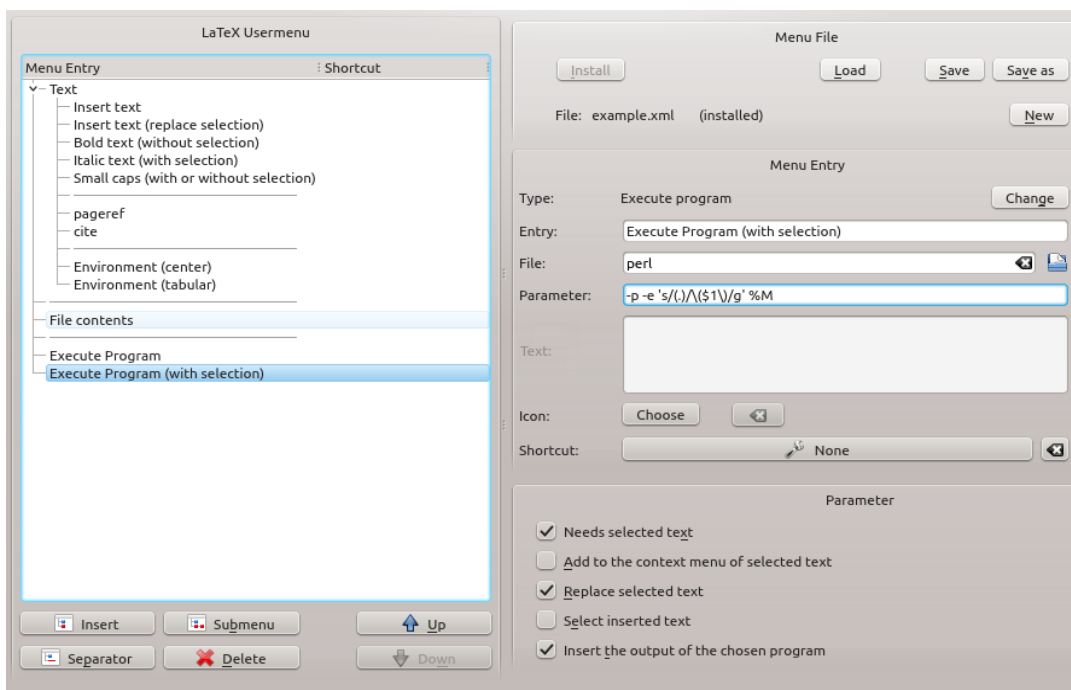 LaTeX Usermenu
Menu Entry Shortcut
Text
Insert text
Insert text (replace selection)
Bold text (without selection)
Italic text (with selection)
Small caps (with or without selection)
pageref
cite
Environment (center)
Environment (tabular)
File contents
Execute Program
Execute Program (with selection)
Insert Submenu Up
Separator Delete Down
Menu File
Install Load Save Save as
File: example.xml (installed) New
Menu Entry
Type: Execute program Change
Entry: Execute Program (with selection)
File: perl
Parameter: -p -e 's/(.)/\($1\)/g' %M
Text:
Icon: Choose
Shortcut: None
Parameter
Needs selected text
Add to the context menu of selected text
Replace selected text
Select inserted text
Insert the output of the chosen program